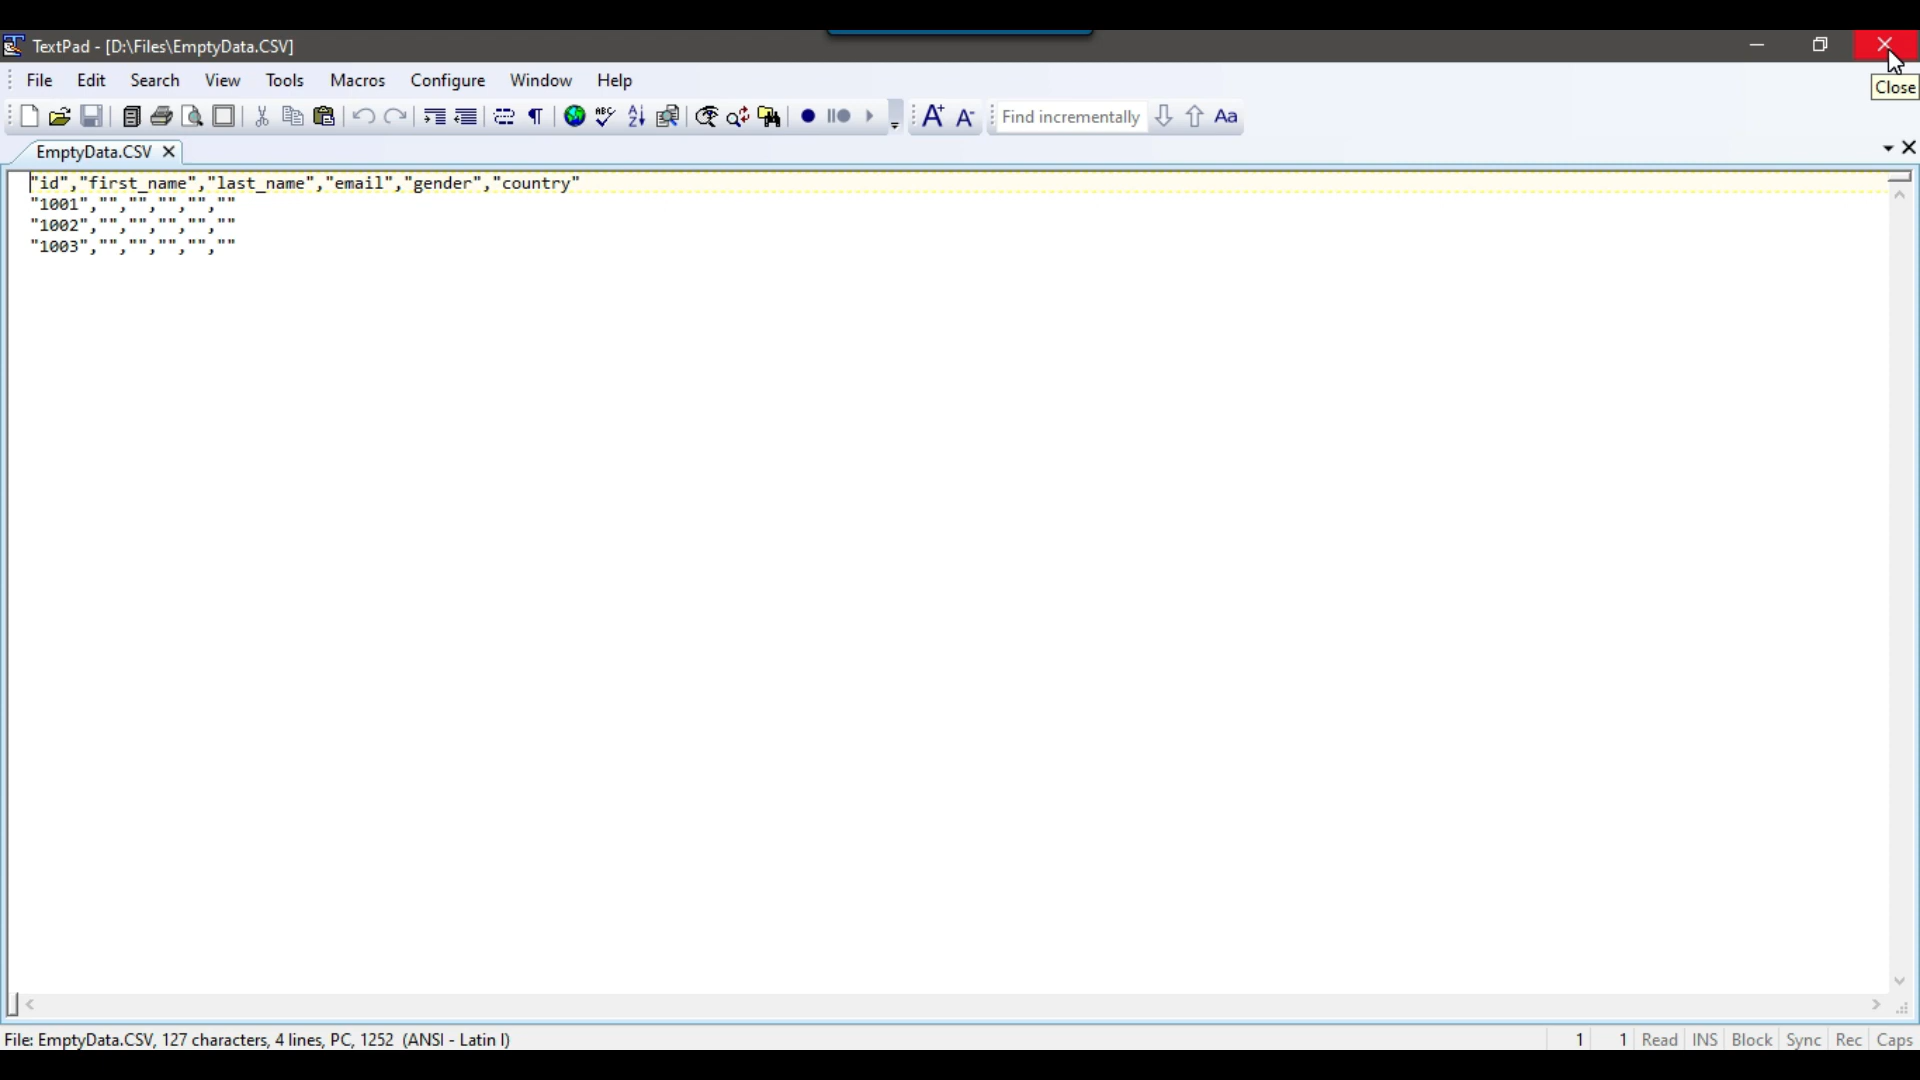 TextPad - [D:\Files\EmptyData.CSV]
File Edit Search View Tools Macros Configure Window Help
Close
Find incrementally Aa
EmptyData.CSV
"id","first_name","last_name","email","gender","country"
"1001","","","","",""
"1002","","","","",""
"1003","","","","",""
File: EmptyData.CSV, 127 characters, 4 lines, PC, 1252 (ANSI - Latin I) 1 1 Read INS Block Sync Rec Caps